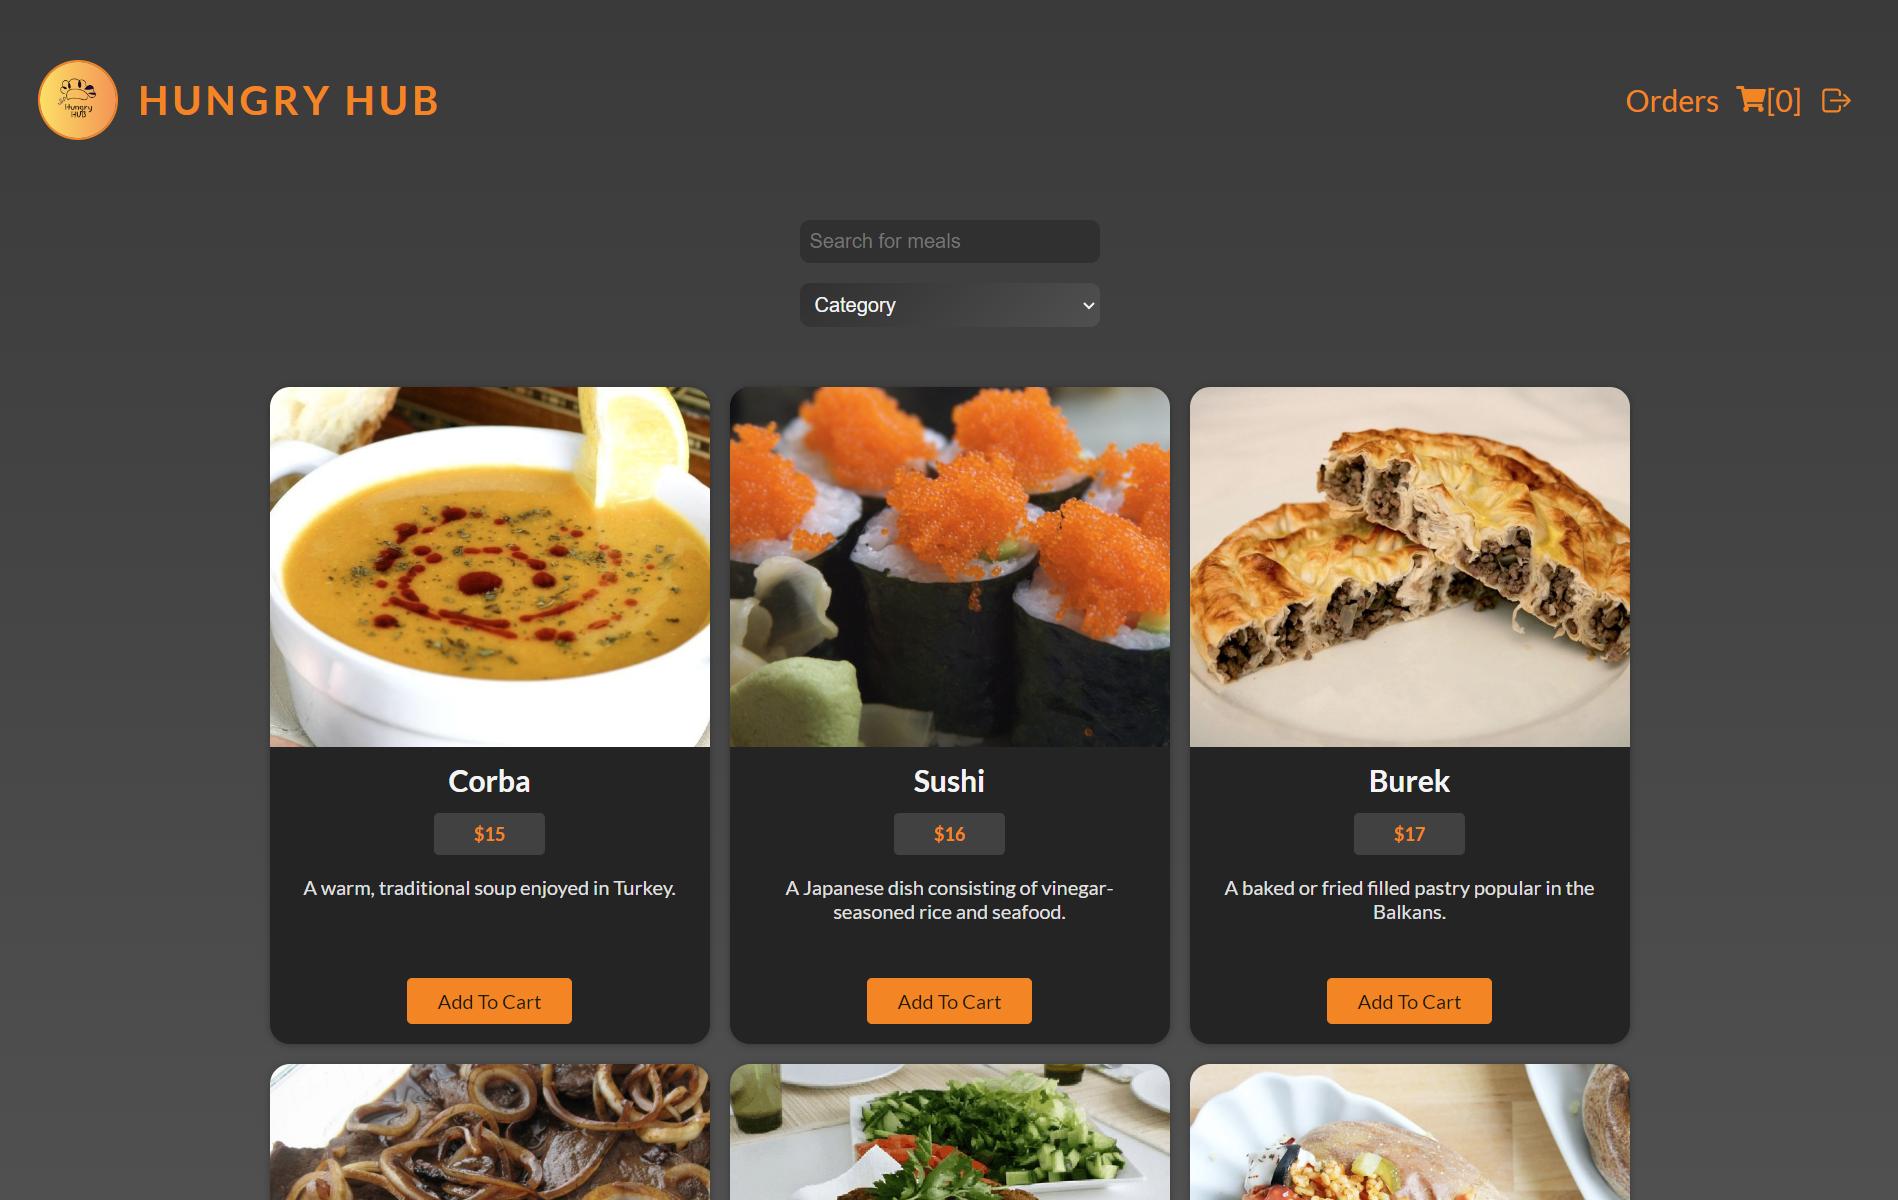 Hungry
HUB
HUNGRY HUB
Orders
[0]
Search for meals
Category
Corba
$15
A warm, traditional soup enjoyed in Turkey.
Add To Cart
Sushi
$16
A Japanese dish consisting of vinegar-
seasoned rice and seafood.
Add To Cart
Burek
$17
A baked or fried filled pastry popular in the
Balkans.
Add To Cart